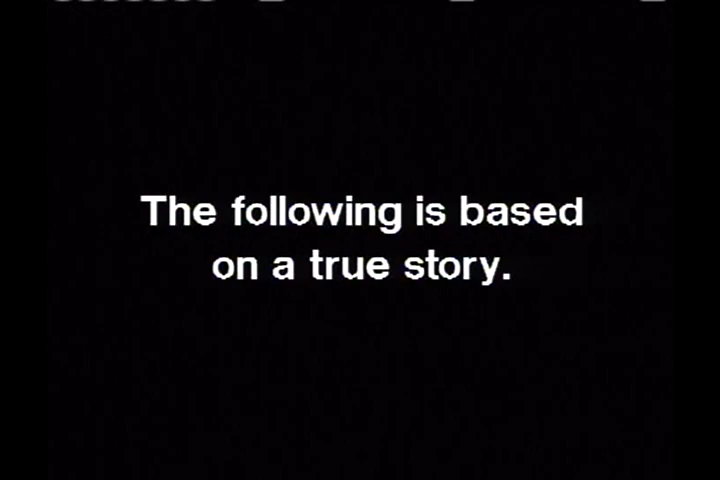 The following is based
on a true story.